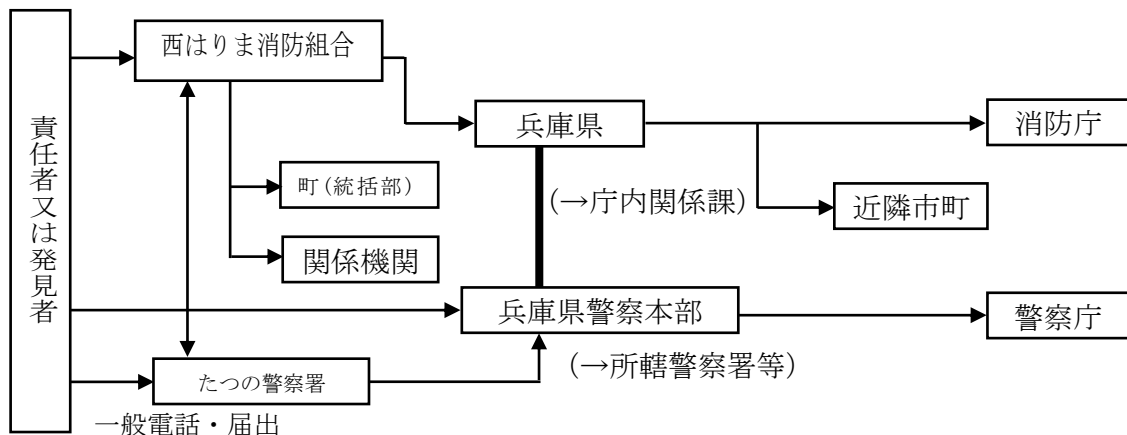 責任者又は発見者
西はりま消防組合
兵庫県
消防庁
町(統括部)
(→庁内関係課)
近隣市町
関係機関
兵庫県警察本部
警察庁
たつの警察署
(→所轄警察署等)
一般電話・届出